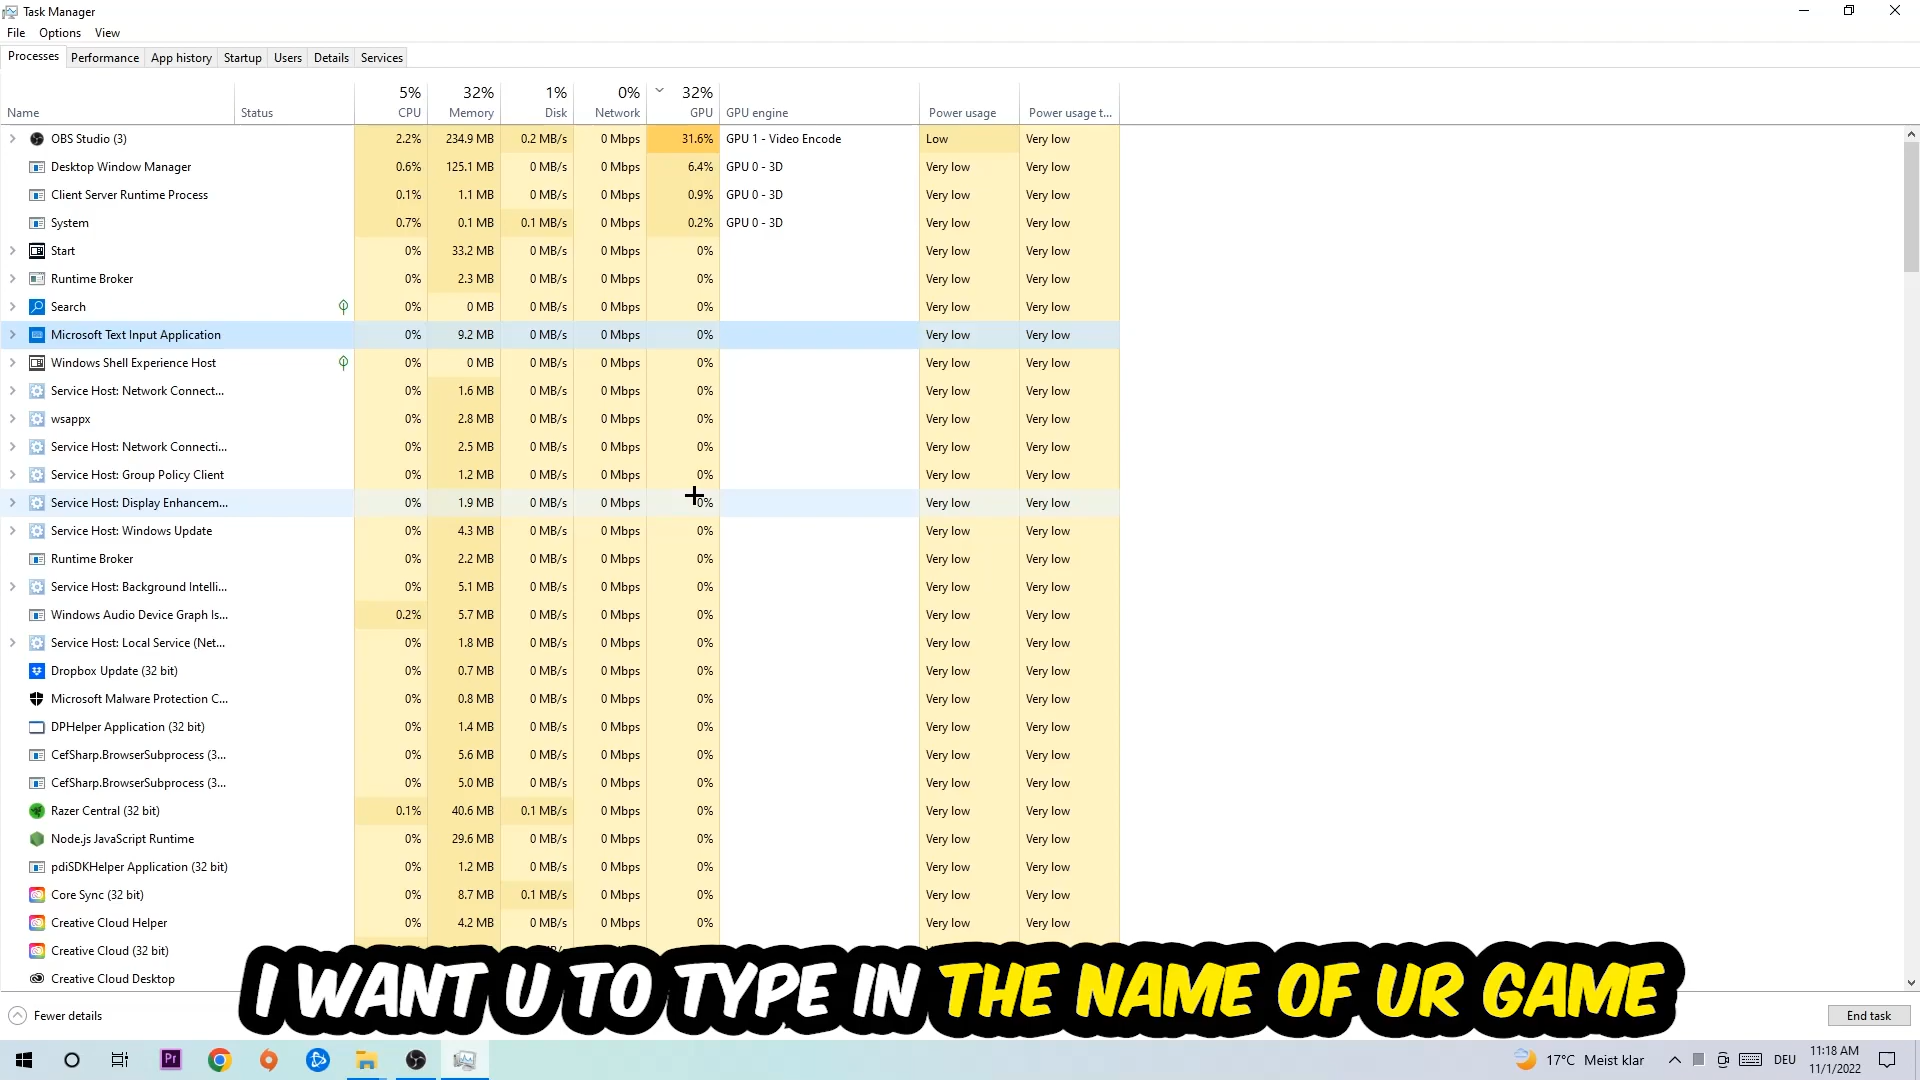 Task Manager
File Options View
Processes Performance App history Startup Users Details Services
5% 32% 1% 0% 32%
Name Status CPU Memory Disk Network GPU GPU engine Power usage Power usage t...
OBS Studio (3) 2.2% 234.9 MB 0.2 MB/s 0 Mbps 31.6% GPU 1 - Video Encode Low Very low
Desktop Window Manager 0.6% 125.1 MB 0 MB/s 0 Mbps 6.4% GPU 0 - 3D Very low Very low
Client Server Runtime Process 0.1% 1.1 MB 0 MB/s 0 Mbps 0.9% GPU 0 - 3D Very low Very low
System 0.7% 0.1 MB 0.1 MB/s 0 Mbps 0.2% GPU 0 - 3D Very low Very low
Start 0% 33.2 MB 0 MB/s 0 Mbps 0% Very low Very low
Runtime Broker 0% 2.3 MB 0 MB/s 0 Mbps 0% Very low Very low
Search 0% 0 MB 0 MB/s 0 Mbps 0% Very low Very low
Microsoft Text Input Application 0% 9.2 MB 0 MB/s 0 Mbps 0% Very low Very low
Windows Shell Experience Host 0% 0 MB 0 MB/s 0 Mbps 0% Very low Very low
Service Host: Network Connect... 0% 1.6 MB 0 MB/s 0 Mbps 0% Very low Very low
wsappx 0% 2.8 MB 0 MB/s 0 Mbps 0% Very low Very low
Service Host: Network Connecti... 0% 2.5 MB 0 MB/s 0 Mbps 0% Very low Very low
Service Host: Group Policy Client 0% 1.2 MB 0 MB/s 0 Mbps 0% Very low Very low
Service Host: Display Enhancem... 0% 1.9 MB 0 MB/s 0 Mbps 0% Very low Very low
Service Host: Windows Update 0% 4.3 MB 0 MB/s 0 Mbps 0% Very low Very low
Runtime Broker 0% 2.2 MB 0 MB/s 0 Mbps 0% Very low Very low
Service Host: Background Intelli... 0% 5.1 MB 0 MB/s 0 Mbps 0% Very low Very low
Windows Audio Device Graph Is... 0.2% 5.7 MB 0 MB/s 0 Mbps 0% Very low Very low
Service Host: Local Service (Net... 0% 1.8 MB 0 MB/s 0 Mbps 0% Very low Very low
Dropbox Update (32 bit) 0% 0.7 MB 0 MB/s 0 Mbps 0% Very low Very low
Microsoft Malware Protection C... 0% 0.8 MB 0 MB/s 0 Mbps 0% Very low Very low
DPHelper Application (32 bit) 0% 1.4 MB 0 MB/s 0 Mbps 0% Very low Very low
CefSharp.BrowserSubprocess (3... 0% 5.6 MB 0 MB/s 0 Mbps 0% Very low Very low
CefSharp.BrowserSubprocess (3... 0% 5.0 MB 0 MB/s 0 Mbps 0% Very low Very low
Razer Central (32 bit) 0.1% 40.6 MB 0.1 MB/s 0 Mbps 0% Very low Very low
Node.js JavaScript Runtime 0% 29.6 MB 0 MB/s 0 Mbps 0% Very low Very low
pdiSDKHelper Application (32 bit) 0% 1.2 MB 0 MB/s 0 Mbps 0% Very low Very low
Core Sync (32 bit) 0% 8.7 MB 0.1 MB/s 0 Mbps 0% Very low Very low
Creative Cloud Helper 0% 4.2 MB 0 MB/s 0 Mbps 0% Very low Very low
Creative Cloud (32 bit)
Creative Cloud Desktop
I WANT U TO TYPE IN THE NAME OF UR GAME
Fewer details End task
Pr 17°C Meist klar DEU 11:18 AM
11/1/2022